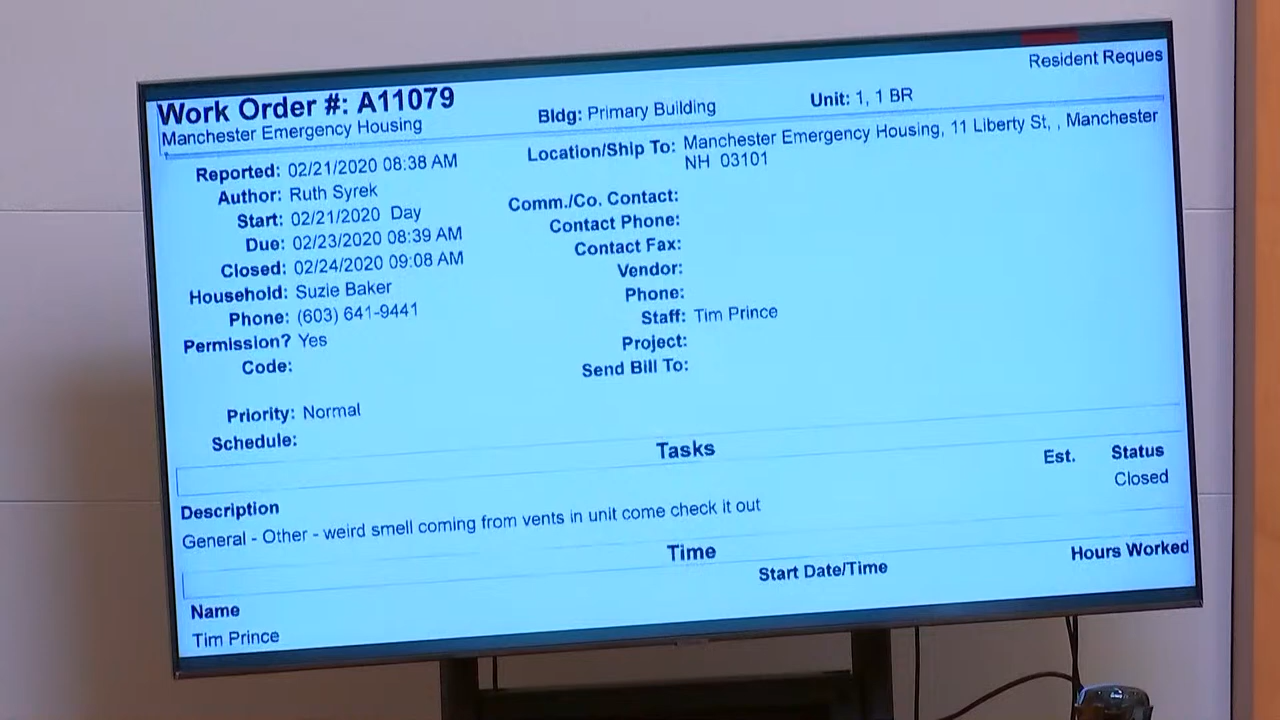 Resident Reques
Work Order #: A11079
Manchester Emergency Housing
Bldg: Primary Building
Unit: 1, 1 BR
Reported: 02/21/2020 08:38 AM
Author: Ruth Syrek
Start: 02/21/2020 Day
Due: 02/23/2020 08:39 AM
Closed: 02/24/2020 09:08 AM
Household: Suzie Baker
Phone: (603) 641-9441
Permission? Yes
Code:
Priority: Normal
Schedule:
Location/Ship To: Manchester Emergency Housing, 11 Liberty St, , Manchester
NH 03101
Comm./Co. Contact:
Contact Phone:
Contact Fax:
Vendor:
Phone:
Staff: Tim Prince
Project:
Send Bill To:
Tasks
Description
Est.
Status
General - Other - weird smell coming from vents in unit come check it out
Closed
Time
Name
Start Date/Time
Hours Worked
Tim Prince